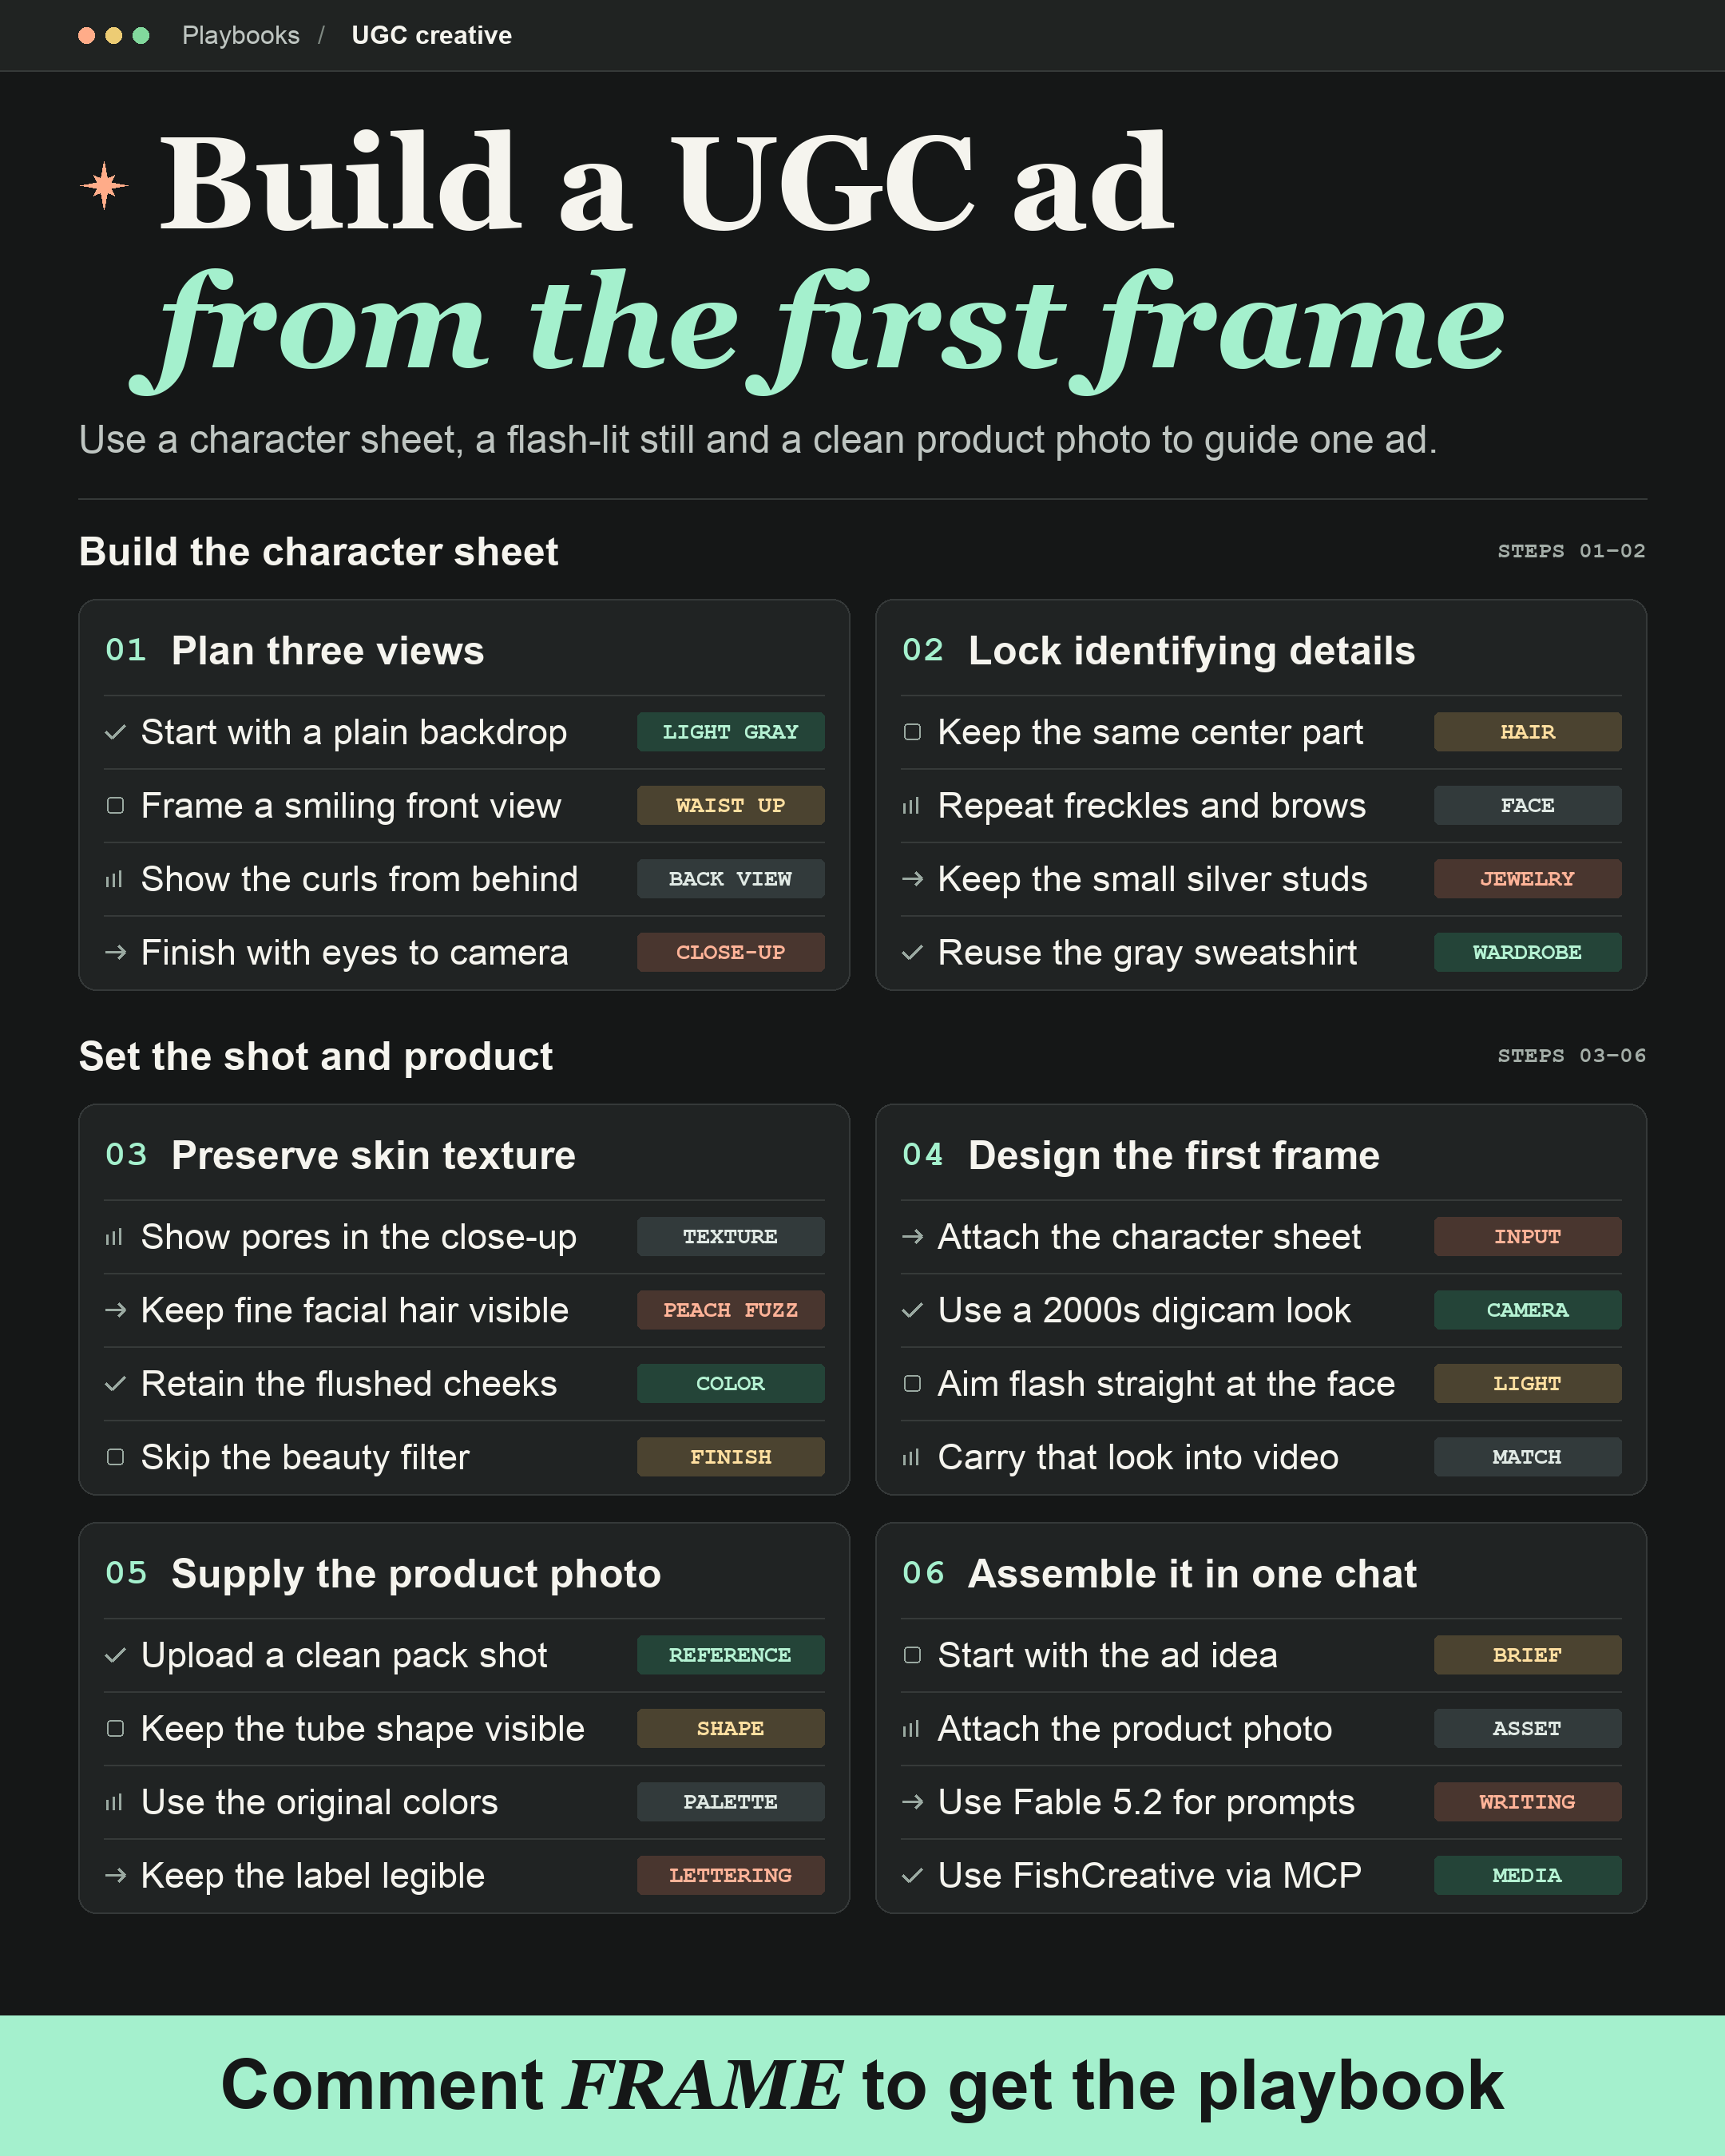 Playbooks / UGC creative
Build a UGC ad
from the first frame
Use a character sheet, a flash-lit still and a clean product photo to guide one ad.
Build the character sheet
STEPS 01–02
01 Plan three views
Start with a plain backdrop LIGHT GRAY
Frame a smiling front view WAIST UP
Show the curls from behind BACK VIEW
Finish with eyes to camera CLOSE-UP
02 Lock identifying details
Keep the same center part HAIR
Repeat freckles and brows FACE
Keep the small silver studs JEWELRY
Reuse the gray sweatshirt WARDROBE
Set the shot and product
STEPS 03–06
03 Preserve skin texture
Show pores in the close-up TEXTURE
Keep fine facial hair visible PEACH FUZZ
Retain the flushed cheeks COLOR
Skip the beauty filter FINISH
04 Design the first frame
Attach the character sheet INPUT
Use a 2000s digicam look CAMERA
Aim flash straight at the face LIGHT
Carry that look into video MATCH
05 Supply the product photo
Upload a clean pack shot REFERENCE
Keep the tube shape visible SHAPE
Use the original colors PALETTE
Keep the label legible LETTERING
06 Assemble it in one chat
Start with the ad idea BRIEF
Attach the product photo ASSET
Use Fable 5.2 for prompts WRITING
Use FishCreative via MCP MEDIA
Comment FRAME to get the playbook